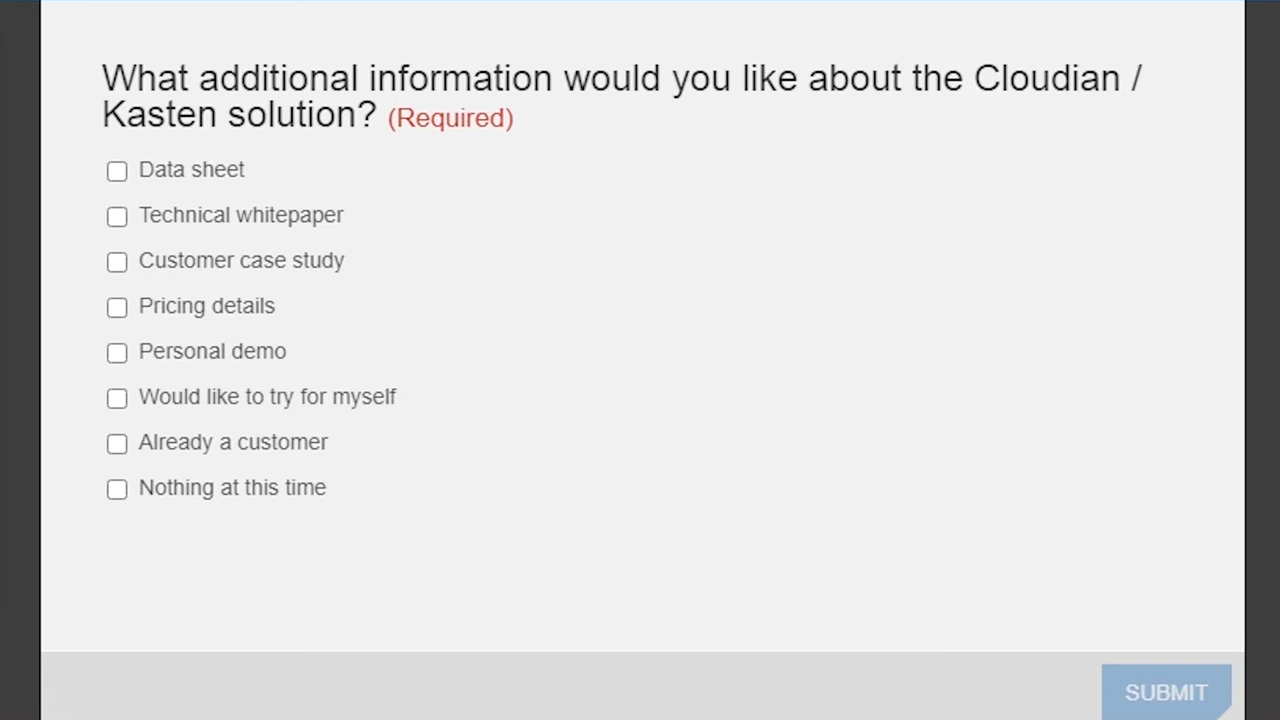 What additional information would you like about the Cloudian /
Kasten solution? (Required)
Data sheet
Technical whitepaper
Customer case study
Pricing details
Personal demo
Would like to try for myself
Already a customer
Nothing at this time
SUBMIT